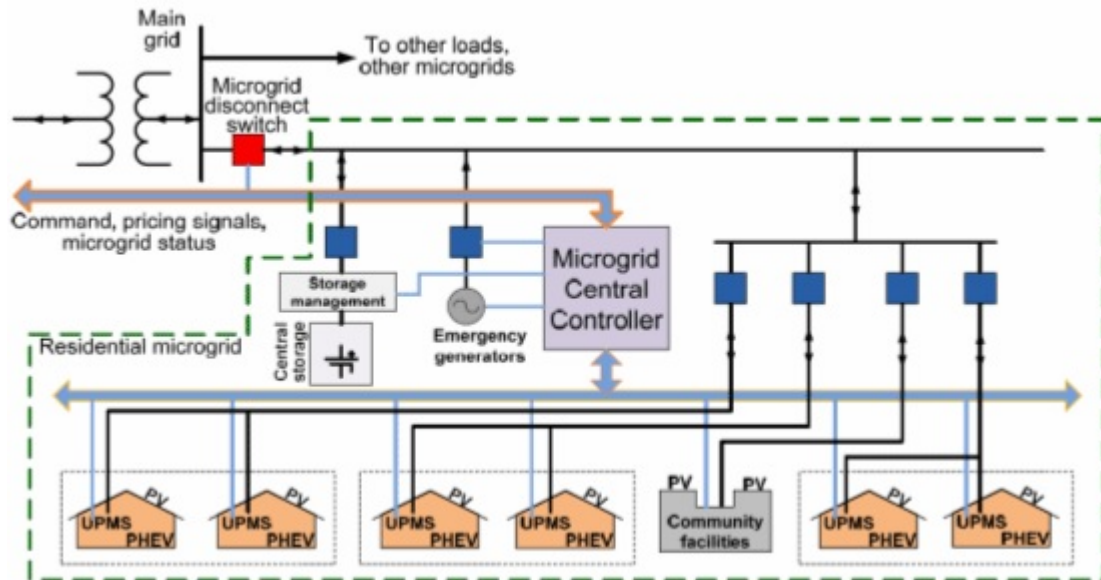 Main
grid
To other loads,
other microgrids
Microgrid
disconnect
switch
Command, pricing signals,
microgrid status
Storage
management
Microgrid
Central
Controller
Central
storage
Emergency
generators
Residential microgrid
PV
UPMS
PHEV
PV
UPMS
PHEV
PV
UPMS
PHEV
PV
UPMS
PHEV
PV PV
Community
facilities
PV
UPMS
PHEV
PV
UPMS
PHEV